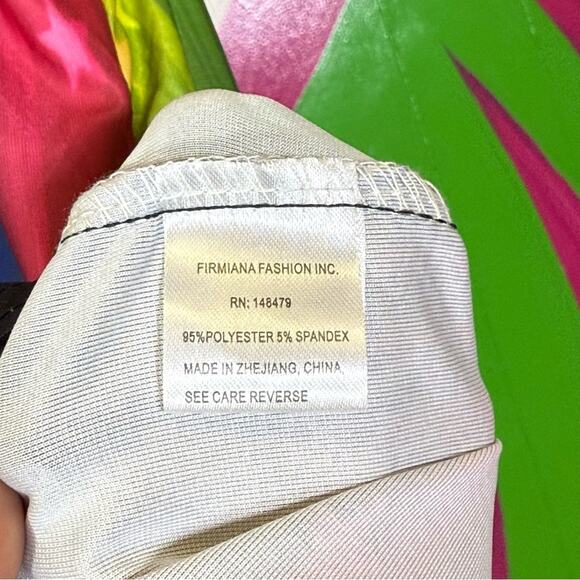 FIRMIANA FASHION INC.
RN: 148479
95%POLYESTER 5% SPANDEX
MADE IN ZHEJIANG, CHINA,
SEE CARE REVERSE